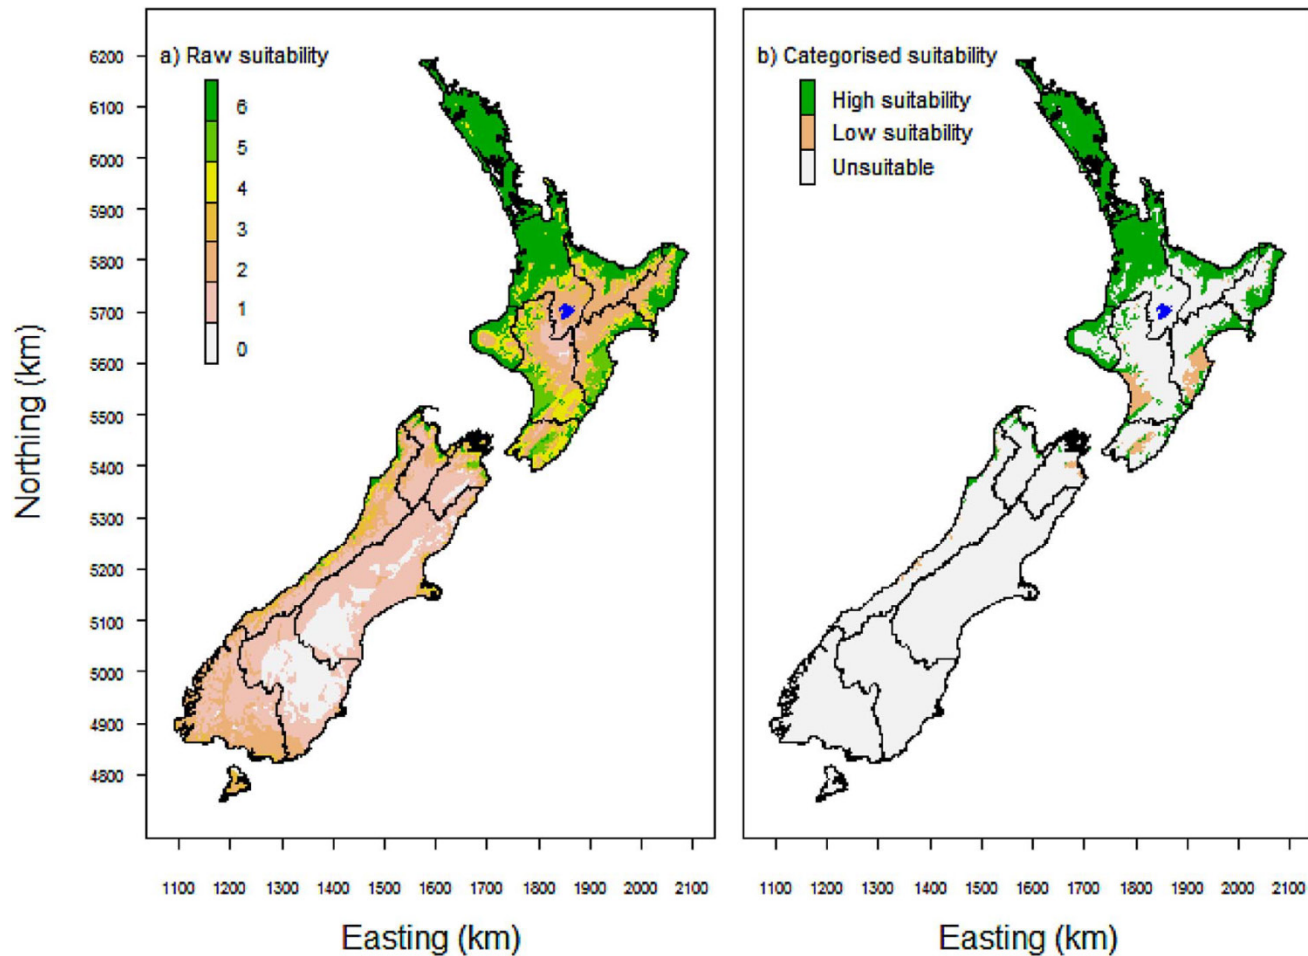 a) Raw suitability
6
5
4
3
2
1
0
b) Categorised suitability
High suitability
Low suitability
Unsuitable
Northing (km)
6200
6100
6000
5900
5800
5700
5600
5500
5400
5300
5200
5100
5000
4900
4800
1100 1200 1300 1400 1500 1600 1700 1800 1900 2000 2100
1100 1200 1300 1400 1500 1600 1700 1800 1900 2000 2100
Easting (km)
Easting (km)